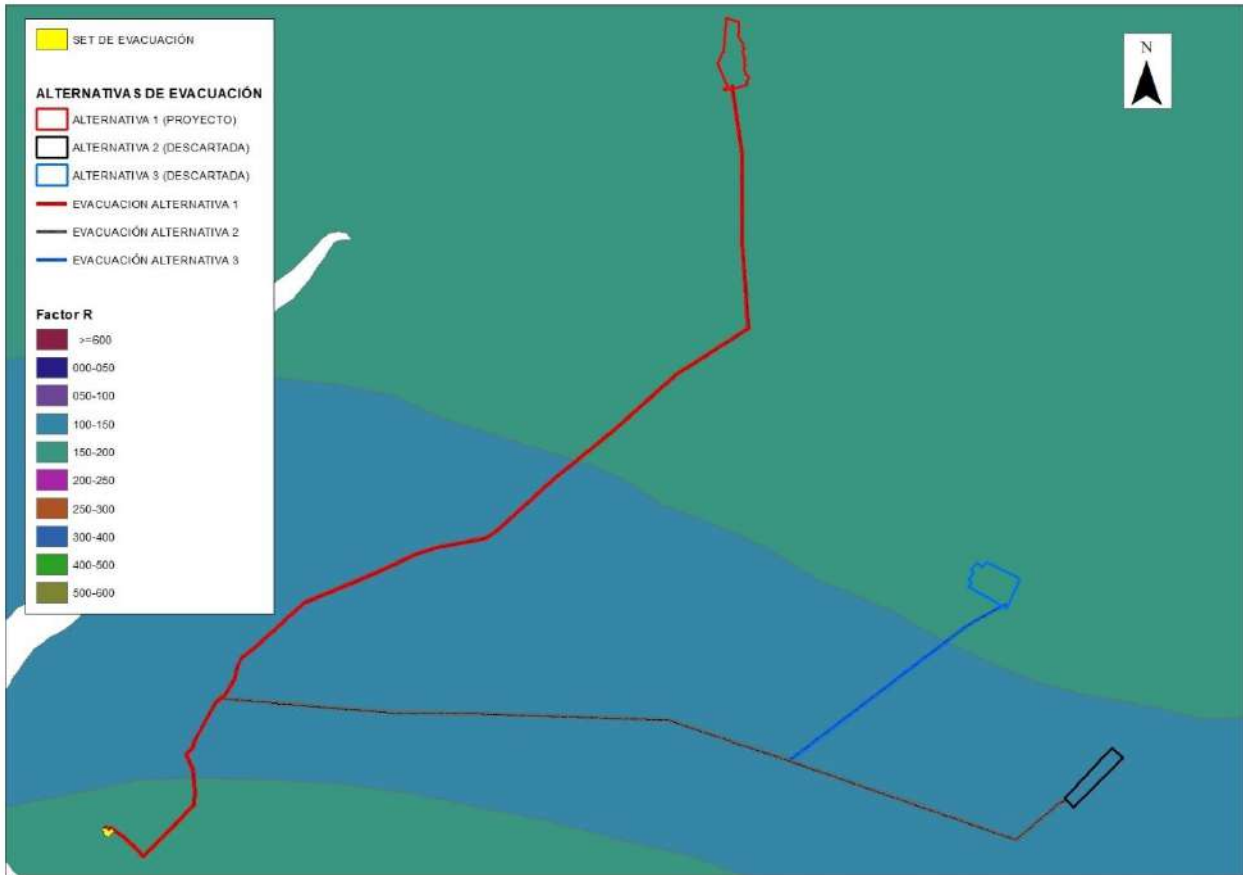 SET DE EVACUACIÓN
ALTERNATIVAS DE EVACUACIÓN
ALTERNATIVA 1 (PROYECTO)
ALTERNATIVA 2 (DESCARTADA)
ALTERNATIVA 3 (DESCARTADA)
EVACUACION ALTERNATIVA 1
EVACUACIÓN ALTERNATIVA 2
EVACUACIÓN ALTERNATIVA 3
Factor R
>=600
000-050
050-100
100-150
150-200
200-250
250-300
300-400
400-500
500-600
N